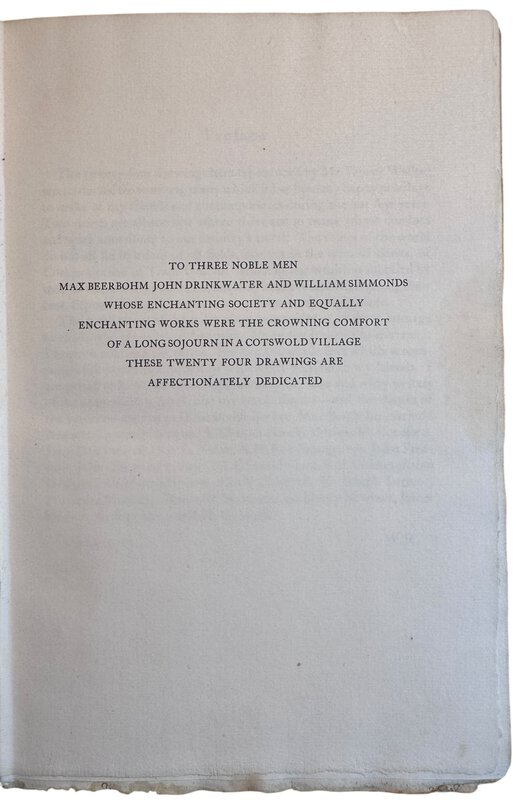 TO THREE NOBLE MEN
MAX BEERBOHM JOHN DRINKWATER AND WILLIAM SIMMONDS
WHOSE ENCHANTING SOCIETY AND EQUALLY
ENCHANTING WORKS WERE THE CROWNING COMFORT
OF A LONG SOJOURN IN A COTSWOLD VILLAGE
THESE TWENTY FOUR DRAWINGS ARE
AFFECTIONATELY DEDICATED